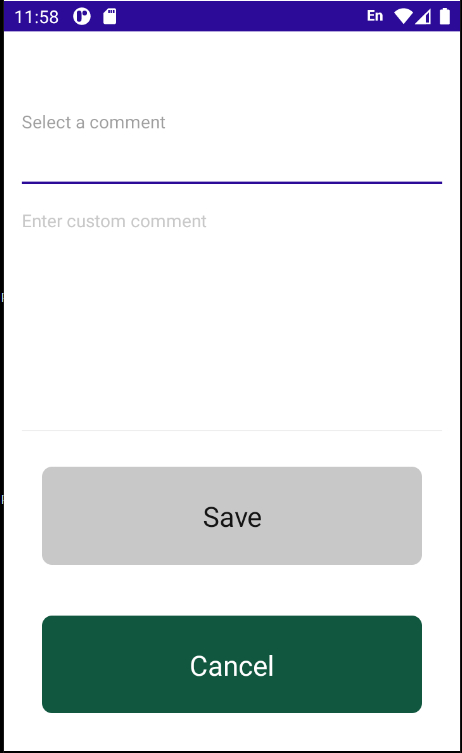 11:58 En
Select a comment
Enter custom comment
Save
Cancel